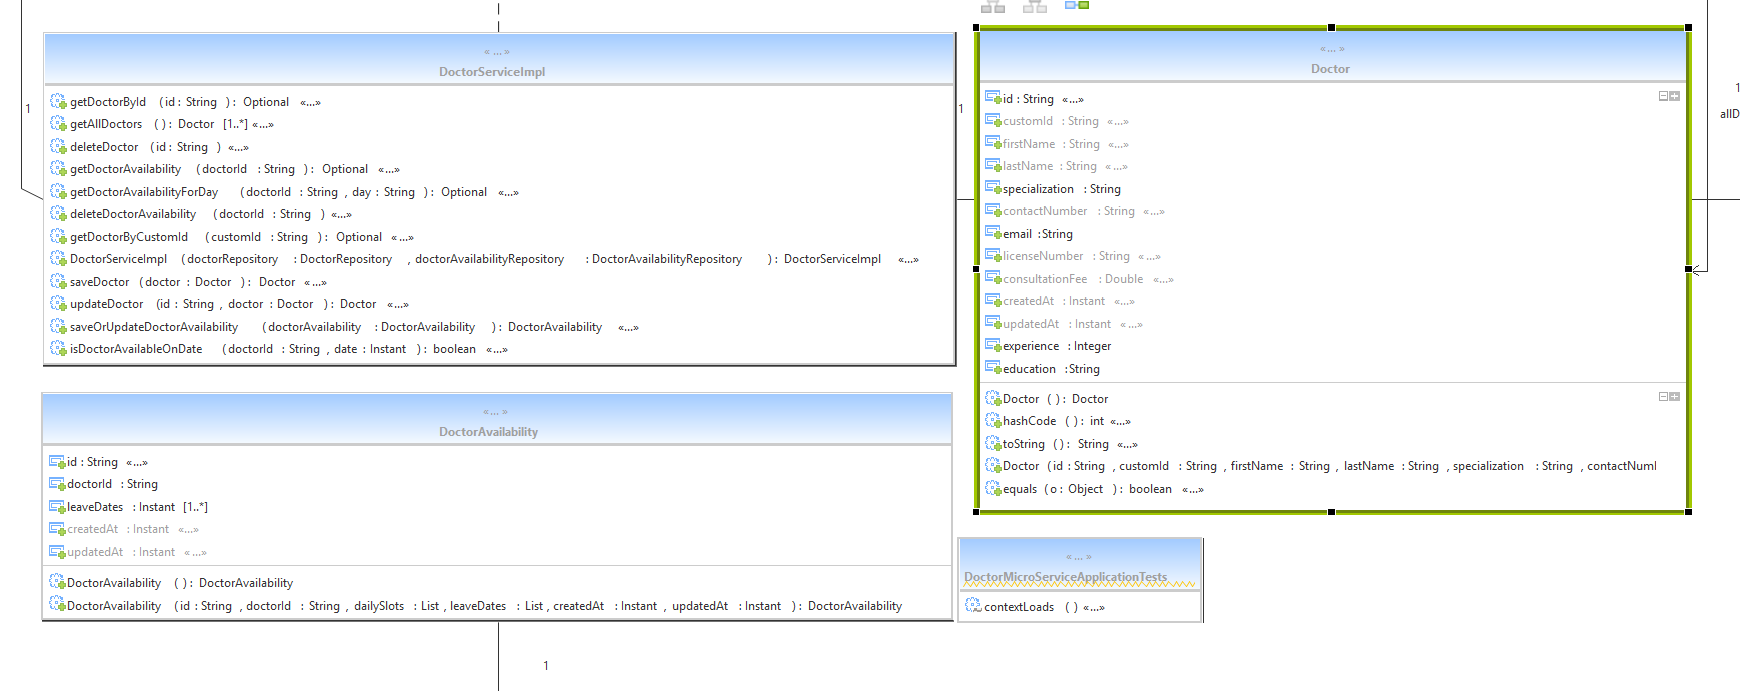 « ... »
DoctorServiceImpl
getDoctorById (id : String ) : Optional «...»
getAllDoctors ( ) : Doctor [1..*] «...»
deleteDoctor (id : String ) «...»
getDoctorAvailability (doctorId : String ) : Optional «...»
getDoctorAvailabilityForDay (doctorId : String , day : String ) : Optional «...»
deleteDoctorAvailability (doctorId : String ) «...»
getDoctorByCustomId (customId : String ) : Optional «...»
DoctorServiceImpl (doctorRepository : DoctorRepository , doctorAvailabilityRepository : DoctorAvailabilityRepository ) : DoctorServiceImpl «...»
saveDoctor (doctor : Doctor ) : Doctor «...»
updateDoctor (id : String , doctor : Doctor ) : Doctor «...»
saveOrUpdateDoctorAvailability (doctorAvailability : DoctorAvailability ) : DoctorAvailability «...»
isDoctorAvailableOnDate (doctorId : String , date : Instant ) : boolean «...»
1
1
« ... »
Doctor
id : String «...»
customId : String «...»
firstName : String «...»
lastName : String «...»
specialization : String
contactNumber : String «...»
email : String
licenseNumber : String «...»
consultationFee : Double «...»
createdAt : Instant «...»
updatedAt : Instant «...»
experience : Integer
education : String
Doctor ( ) : Doctor
hashCode ( ) : int «...»
toString ( ) : String «...»
Doctor (id : String , customId : String , firstName : String , lastName : String , specialization : String , contactNuml
equals (o : Object ) : boolean «...»
1
allD
« ... »
DoctorAvailability
id : String «...»
doctorId : String
leaveDates : Instant [1..*]
createdAt : Instant «...»
updatedAt : Instant «...»
DoctorAvailability ( ) : DoctorAvailability
DoctorAvailability (id : String , doctorId : String , dailySlots : List , leaveDates : List , createdAt : Instant , updatedAt : Instant ) : DoctorAvailability
« ... »
DoctorMicroServiceApplicationTests
contextLoads ( ) «...»
1